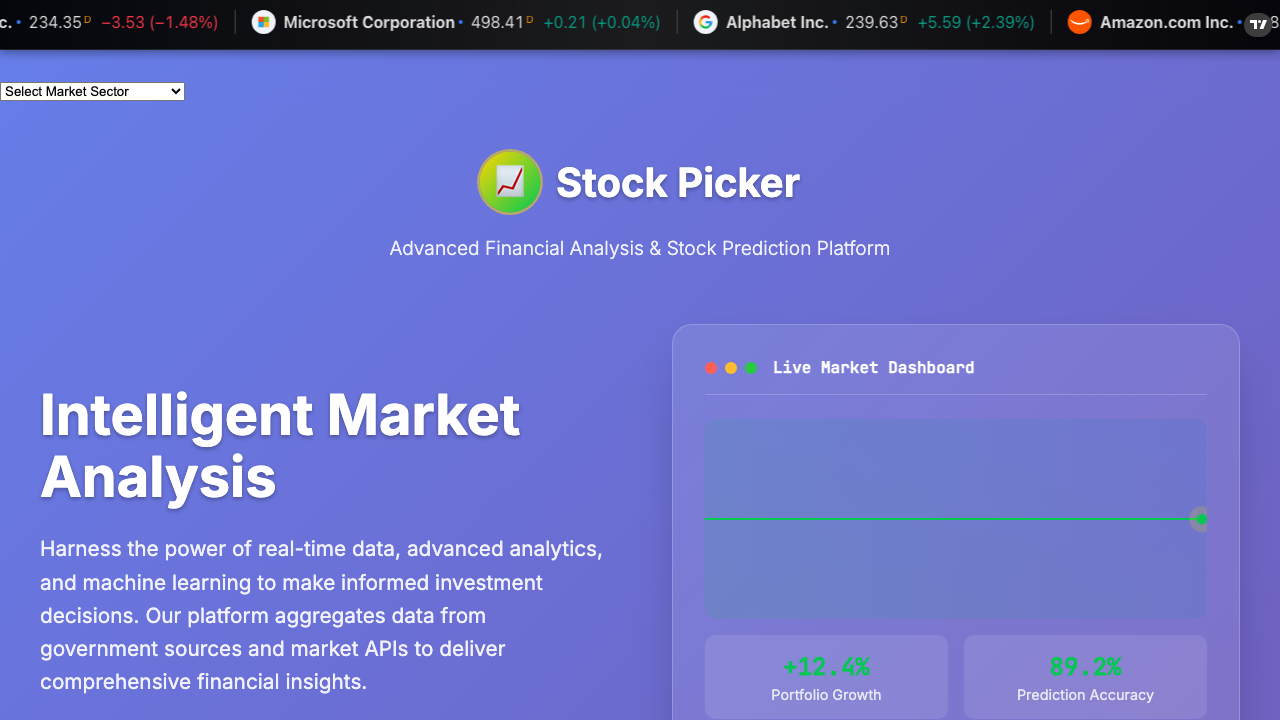 c. • 234.35 D −3.53 (−1.48%) Microsoft Corporation • 498.41 D +0.21 (+0.04%) Alphabet Inc. • 239.63 D +5.59 (+2.39%) Amazon.com Inc. •
Select Market Sector
Stock Picker
Advanced Financial Analysis & Stock Prediction Platform
Live Market Dashboard
Intelligent Market
Analysis
Harness the power of real-time data, advanced analytics,
and machine learning to make informed investment
decisions. Our platform aggregates data from
government sources and market APIs to deliver
comprehensive financial insights.
+12.4%
Portfolio Growth
89.2%
Prediction Accuracy